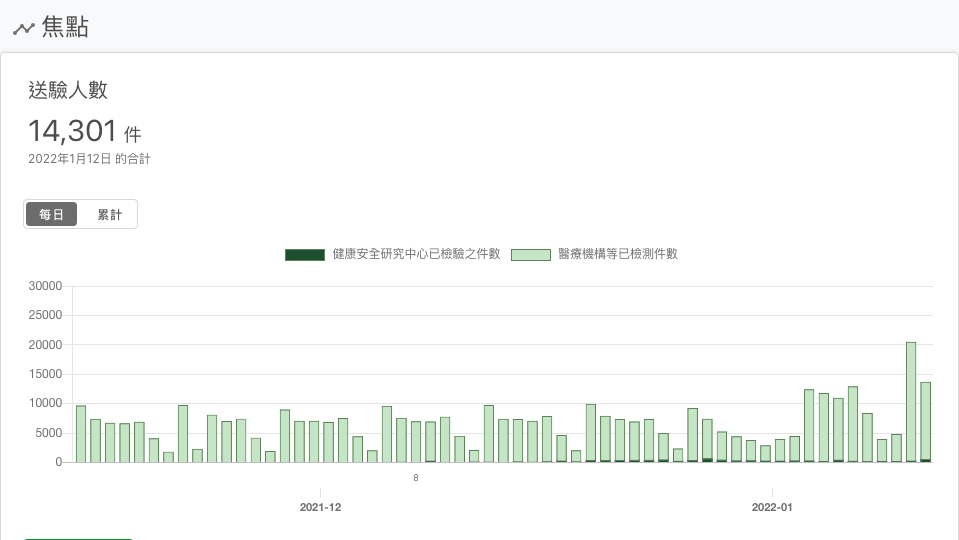 焦點
送驗人數
14,301 件
2022年1月12日 的合計
每日 累計
健康安全研究中心已檢驗之件數 醫療機構等已檢測件數
30000
25000
20000
15000
10000
5000
0
8
2021-12 2022-01